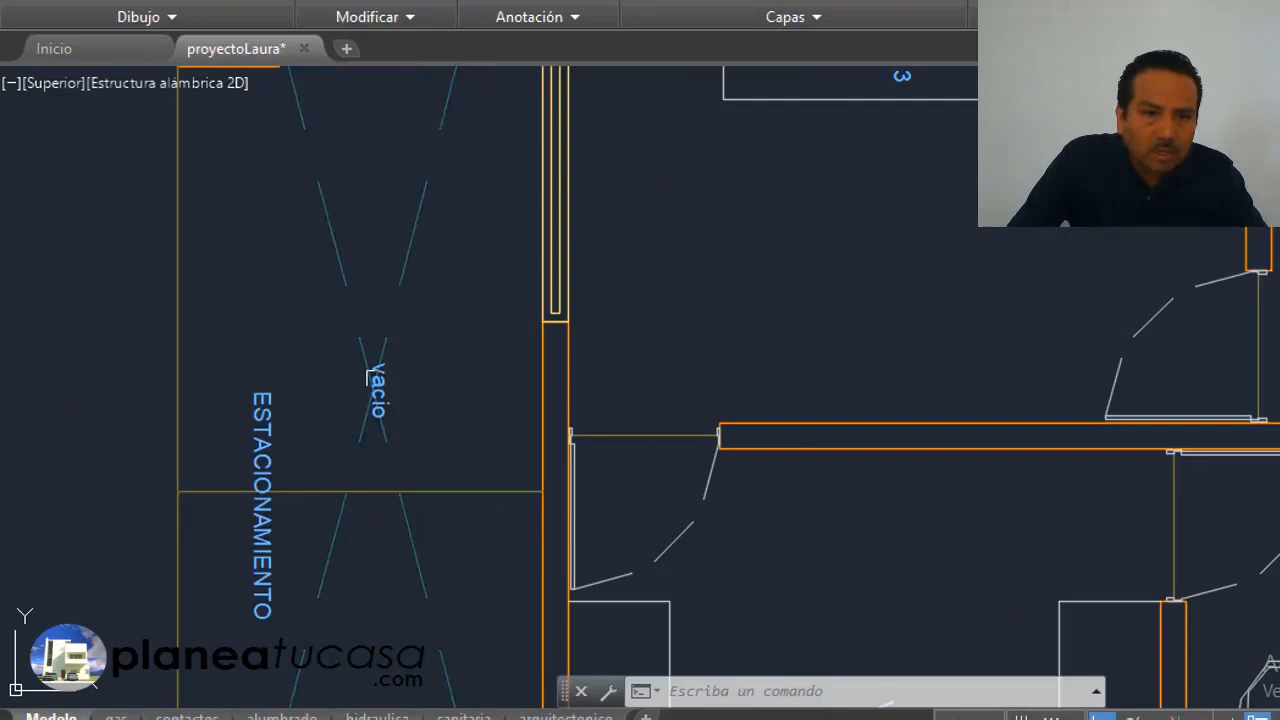 Dibujo
Modificar
Anotación
Capas
Inicio
proyectoLaura*
[−][Superior][Estructura alámbrica 2D]
3
vacio
ESTACIONAMIENTO
Y
planeatucasa
.com
Escriba un comando
Modelo
gas
contactos
alumbrado
hidraulica
sanitaria
arquitectonico